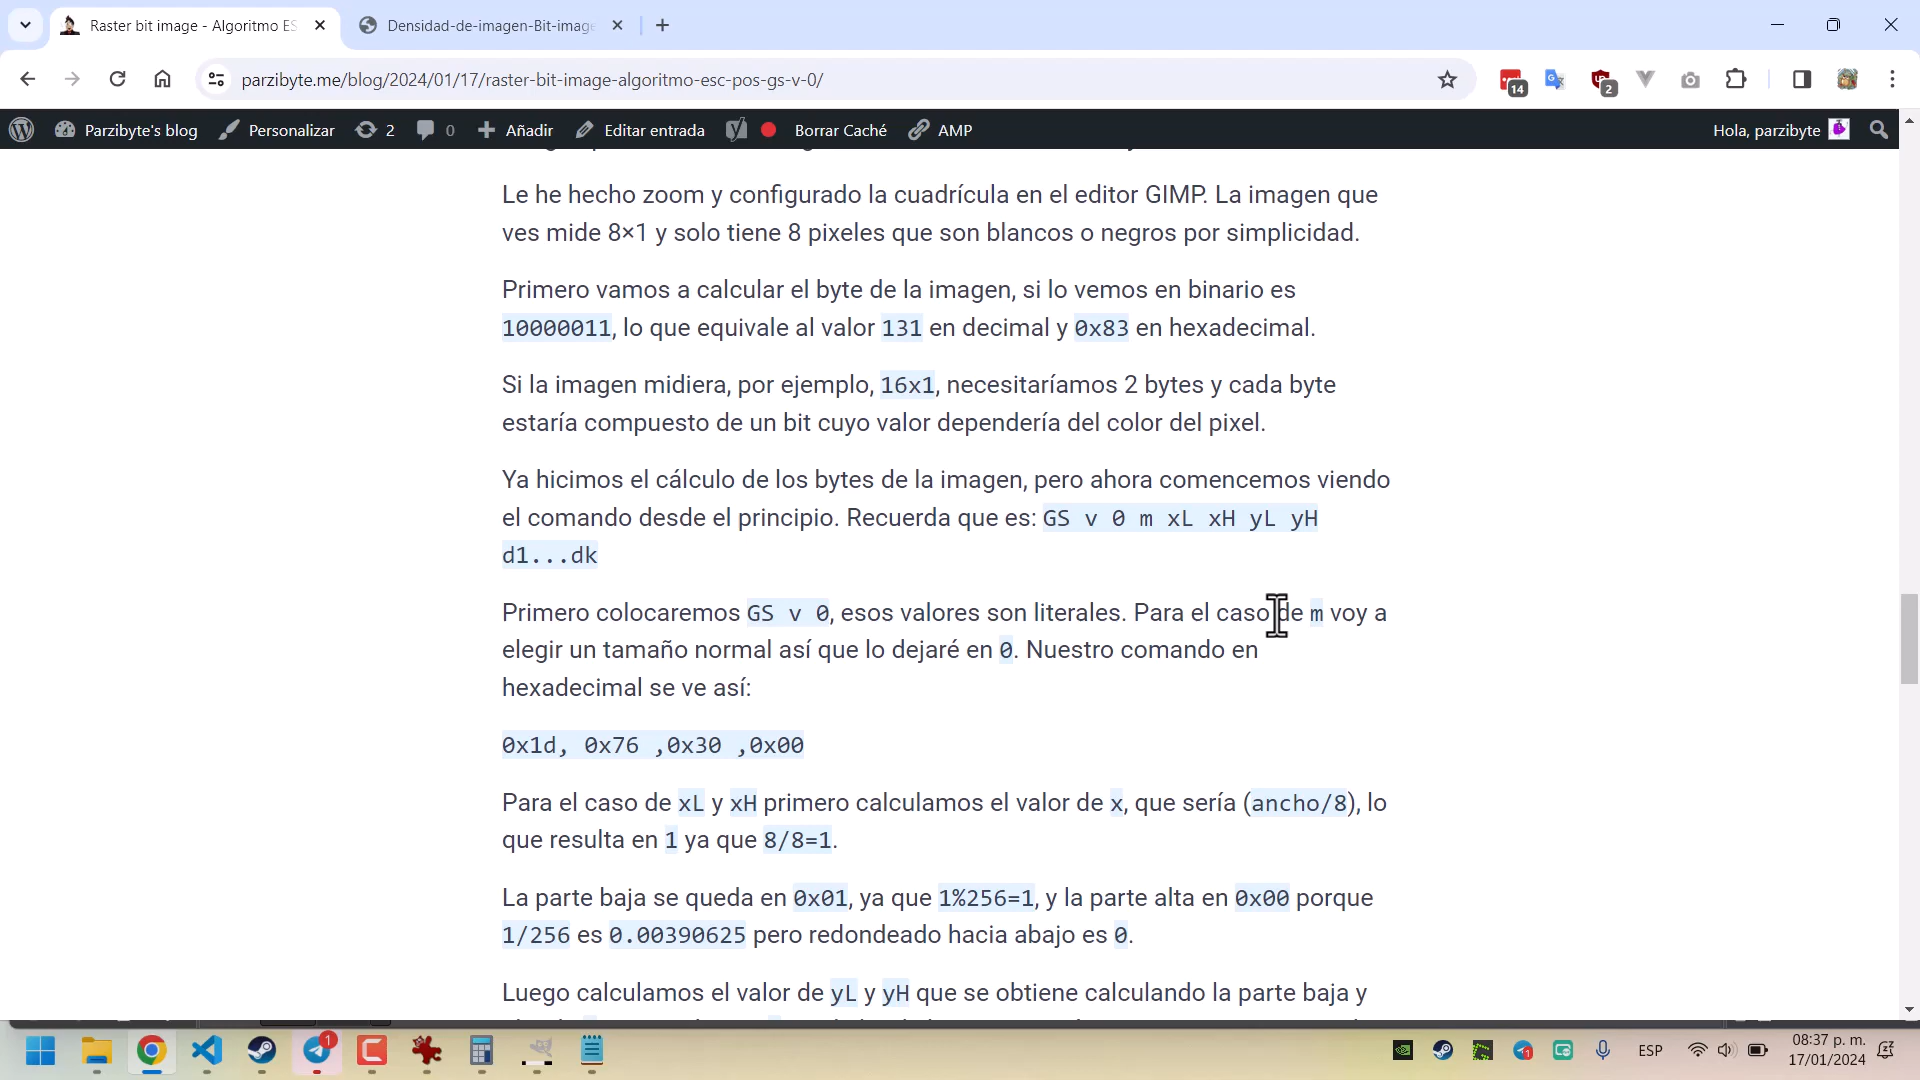 Raster bit image - Algoritmo ES
Densidad-de-imagen-Bit-image
parzibyte.me/blog/2024/01/17/raster-bit-image-algoritmo-esc-pos-gs-v-0/
14
2
Parzibyte's blog
Personalizar
2
0
Añadir
Editar entrada
Borrar Caché
AMP
Hola, parzibyte
Le he hecho zoom y configurado la cuadrícula en el editor GIMP. La imagen que
ves mide 8×1 y solo tiene 8 pixeles que son blancos o negros por simplicidad.
Primero vamos a calcular el byte de la imagen, si lo vemos en binario es
10000011, lo que equivale al valor 131 en decimal y 0x83 en hexadecimal.
Si la imagen midiera, por ejemplo, 16x1, necesitaríamos 2 bytes y cada byte
estaría compuesto de un bit cuyo valor dependería del color del pixel.
Ya hicimos el cálculo de los bytes de la imagen, pero ahora comencemos viendo
el comando desde el principio. Recuerda que es: GS v 0 m xL xH yL yH
d1...dk
Primero colocaremos GS v 0, esos valores son literales. Para el caso de m voy a
elegir un tamaño normal así que lo dejaré en 0. Nuestro comando en
hexadecimal se ve así:
0x1d, 0x76 ,0x30 ,0x00
Para el caso de xL y xH primero calculamos el valor de x, que sería (ancho/8), lo
que resulta en 1 ya que 8/8=1.
La parte baja se queda en 0x01, ya que 1%256=1, y la parte alta en 0x00 porque
1/256 es 0.00390625 pero redondeado hacia abajo es 0.
Luego calculamos el valor de yL y yH que se obtiene calculando la parte baja y
1
1
ESP
08:37 p. m.
17/01/2024